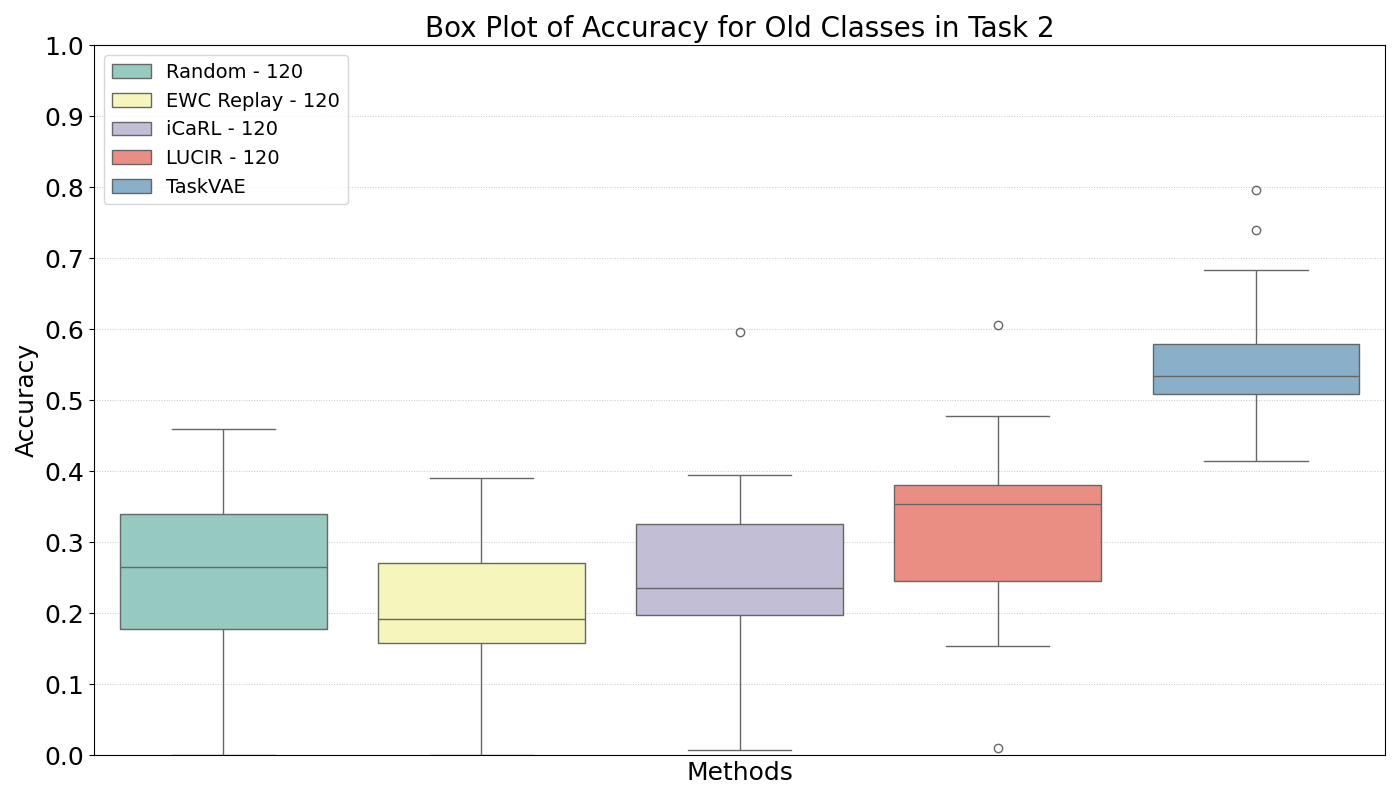 Box Plot of Accuracy for Old Classes in Task 2
1.0
0.9
0.8
0.7
0.6
0.5
0.4
0.3
0.2
0.1
0.0
Accuracy
Random - 120
EWC Replay - 120
iCaRL - 120
LUCIR - 120
TaskVAE
Methods